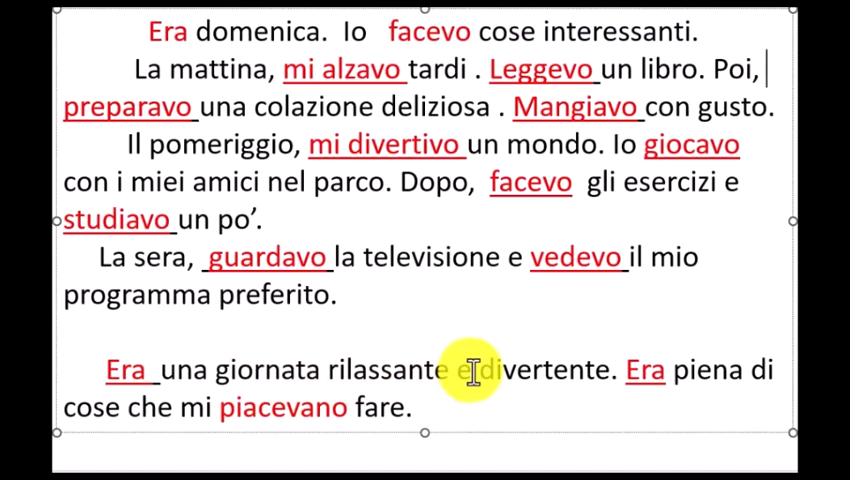 Era domenica. Io facevo cose interessanti.
La mattina, mi alzavo tardi . Leggevo un libro. Poi,
preparavo una colazione deliziosa . Mangiavo con gusto.
Il pomeriggio, mi divertivo un mondo. Io giocavo
con i miei amici nel parco. Dopo, facevo gli esercizi e
studiavo un po’.
La sera, guardavo la televisione e vedevo il mio
programma preferito.
Era una giornata rilassante e divertente. Era piena di
cose che mi piacevano fare.